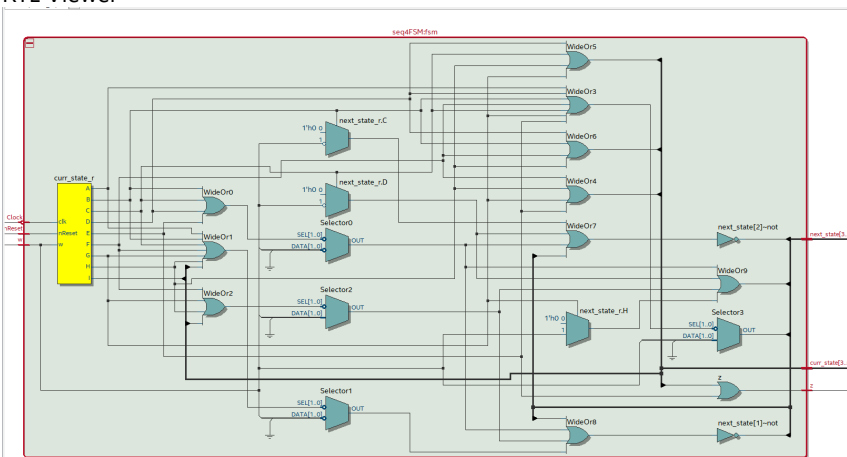 RTL Viewer
seq4FSM:fsm
WideOr5
WideOr3
next_state_r.C
1'h0 0
1
WideOr6
curr_state_r
A
B
C
D
E
F
G
H
I
clk
nReset
w
Clock
nReset
w
WideOr0
next_state_r.D
1'h0 0
1
WideOr4
Selector0
SEL[1..0]
DATA[1..0]
OUT
WideOr1
WideOr7
next_state[2]~not
next_state[3..
WideOr9
WideOr2
Selector2
SEL[1..0]
DATA[1..0]
OUT
next_state_r.H
1'h0 0
1
Selector3
SEL[1..0]
DATA[1..0]
OUT
curr_state[3..
z
z
Selector1
SEL[1..0]
DATA[1..0]
OUT
WideOr8
next_state[1]~not